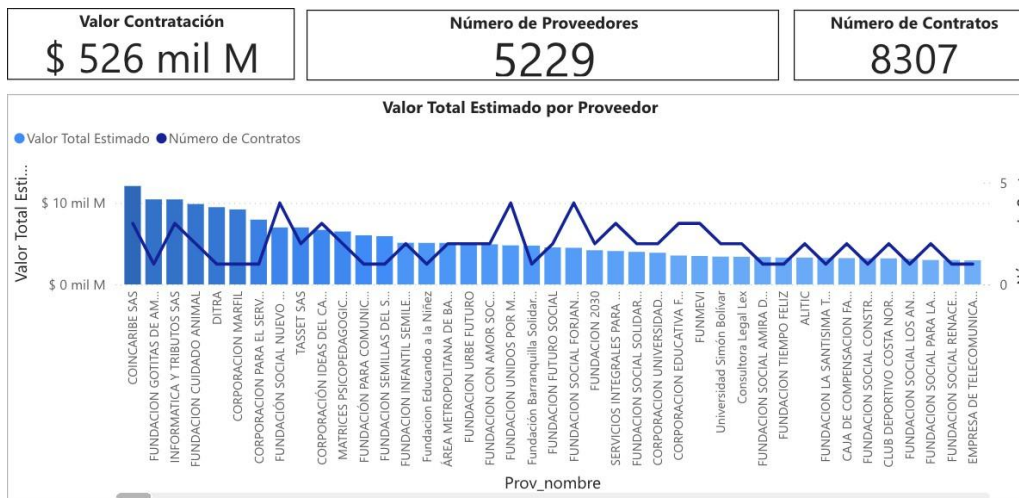 Valor Contratación
$ 526 mil M
Número de Proveedores
5229
Número de Contratos
8307
Valor Total Estimado por Proveedor
Valor Total Estimado
Número de Contratos
Valor Total Esti...
$ 10 mil M
$ 0 mil M
5
0
COINCARIBE SAS
FUNDACION GOTITAS DE AM...
INFORMATICA Y TRIBUTOS SAS
FUNDACION CUIDADO ANIMAL
DITRA
CORPORACION MARFIL
CORPORACION PARA EL SERV...
FUNDACIÓN SOCIAL NUEVO ...
TASSET SAS
CORPORACIÓN IDEAS DEL CA...
MATRICES PSICOPEDAGOGIC...
FUNDACIÓN PARA COMUNIC...
FUNDACION SEMILLAS DEL S...
FUNDACION INFANTIL SEMILE...
Fundacion Educando a la Niñez
ÁREA METROPOLITANA DE BA...
FUNDACION URBE FUTURO
FUNDACION CON AMOR SOC...
FUNDACION UNIDOS POR M...
Fundación Barranquilla Solidar...
FUNDACION FUTURO SOCIAL
FUNDACION SOCIAL FORJAN...
FUNDACION 2030
SERVICIOS INTEGRALES PARA ...
FUNDACION SOCIAL SOLIDAR...
CORPORACION UNIVERSIDAD...
CORPORACION EDUCATIVA F...
FUNMEVI
Universidad Simón Bolívar
Consultora Legal Lex
FUNDACION SOCIAL AMIRA D...
FUNDACION TIEMPO FELIZ
ALITIC
FUNDACION LA SANTISIMA T...
CAJA DE COMPENSACION FA...
FUNDACION SOCIAL CONSTR...
CLUB DEPORTIVO COSTA NOR...
FUNDACION SOCIAL LOS AN...
FUNDACION SOCIAL PARA LA...
FUNDACION SOCIAL RENACE...
EMPRESA DE TELECOMUNICA...
Prov_nombre